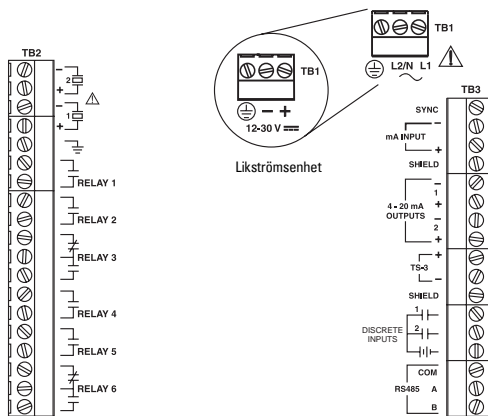 TB2
-
2
+
-
1
+
RELAY 1
RELAY 2
RELAY 3
RELAY 4
RELAY 5
RELAY 6
TB1
- +
12-30 V
Likströmsenhet
TB1
L2/N L1
TB3
SYNC
-
mA INPUT
+
SHIELD
-
1
+
4 - 20 mA
OUTPUTS
-
2
+
+
TS-3
-
SHIELD
1
2
DISCRETE
INPUTS
COM
RS485 A
B